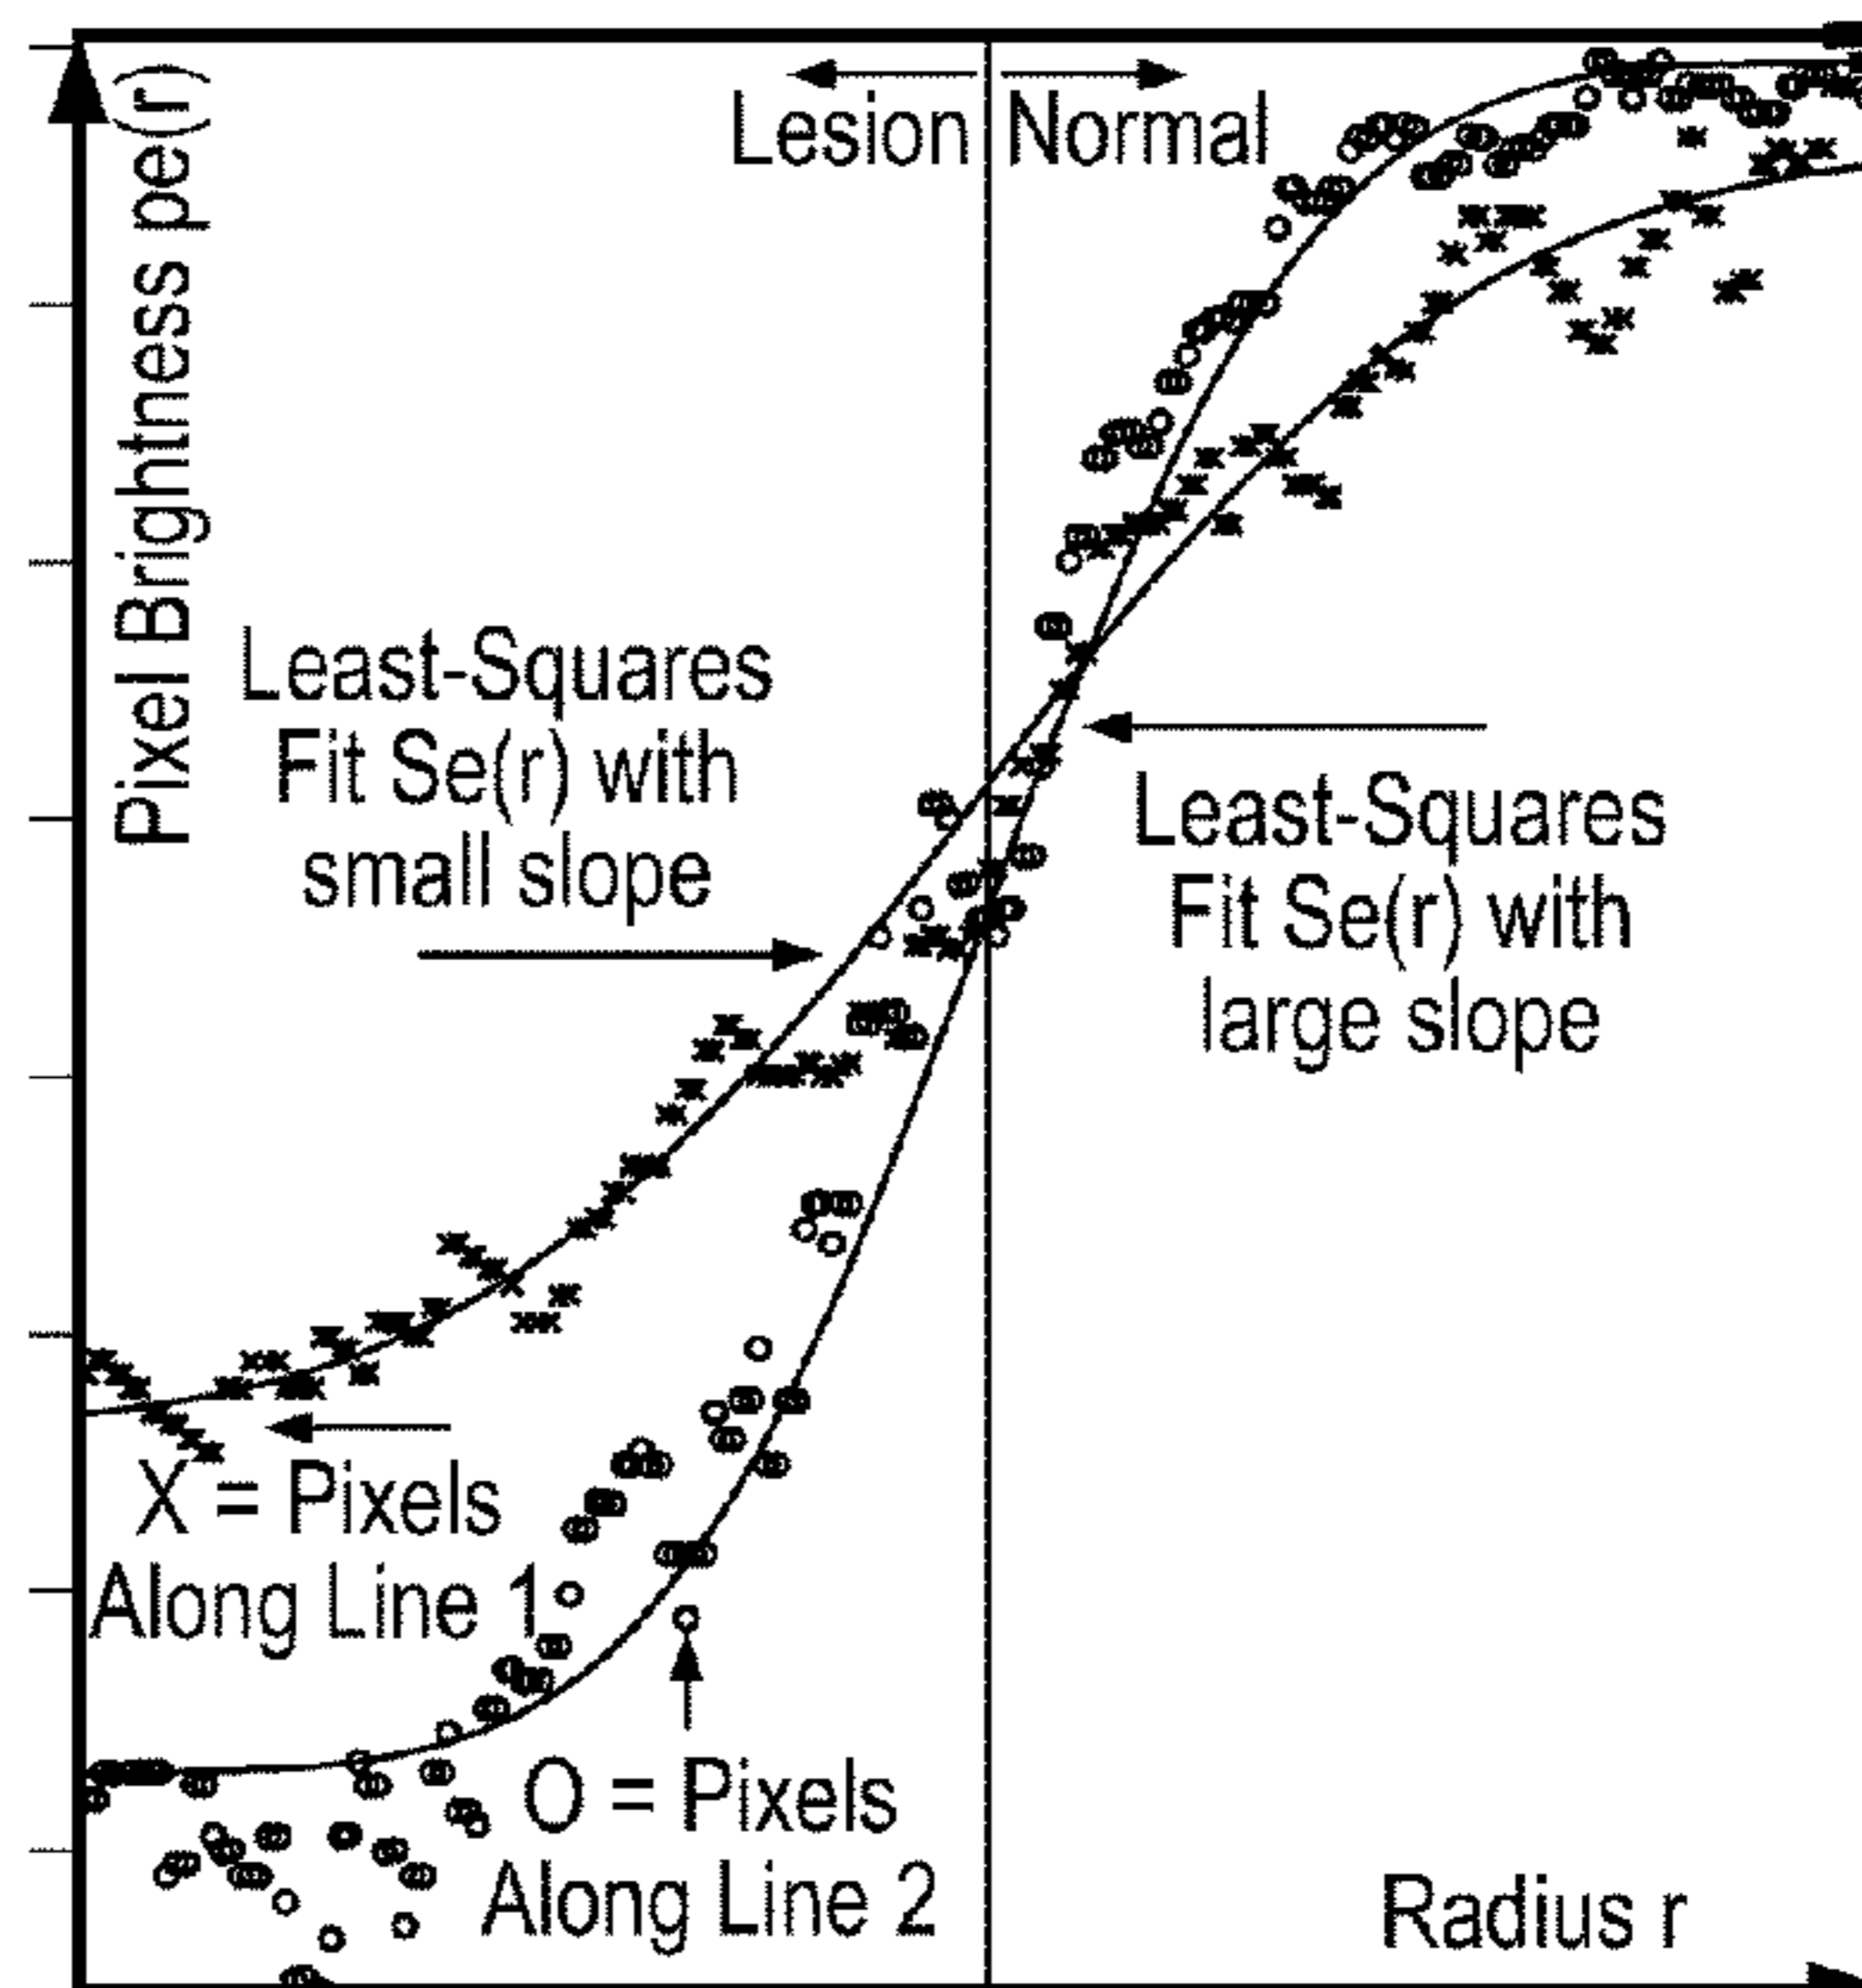 Pixel Brightness pe(r)
Lesion Normal
Least-Squares
Fit Se(r) with
small slope
Least-Squares
Fit Se(r) with
large slope
X = Pixels
Along Line 1
O = Pixels
Along Line 2
Radius r